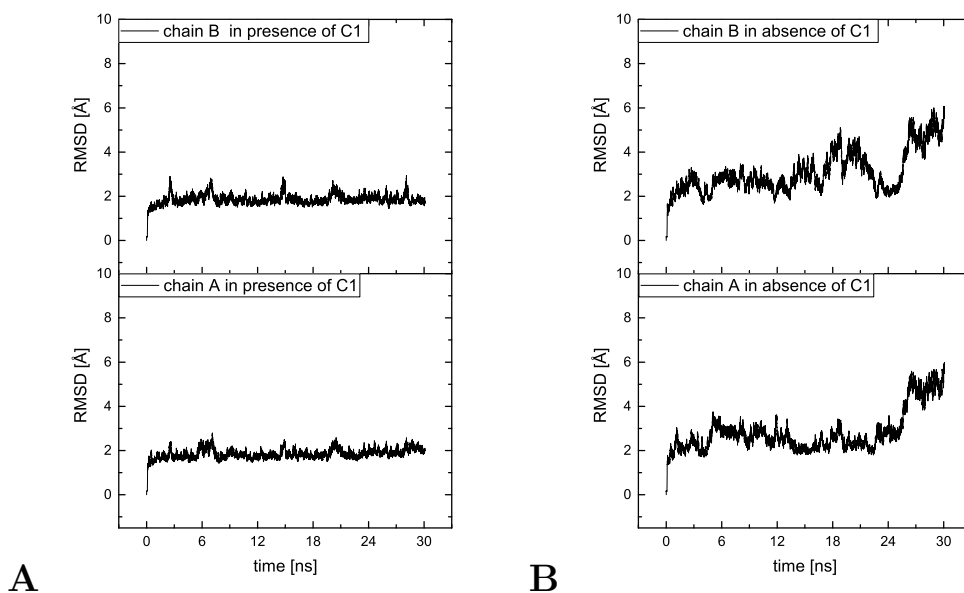 10
chain B in presence of C1
8
6
4
2
0
RMSD [Å]
10
chain A in presence of C1
8
6
4
2
0
RMSD [Å]
0 6 12 18 24 30
time [ns]
A
10
chain B in absence of C1
8
6
4
2
0
RMSD [Å]
10
chain A in absence of C1
8
6
4
2
0
RMSD [Å]
0 6 12 18 24 30
time [ns]
B